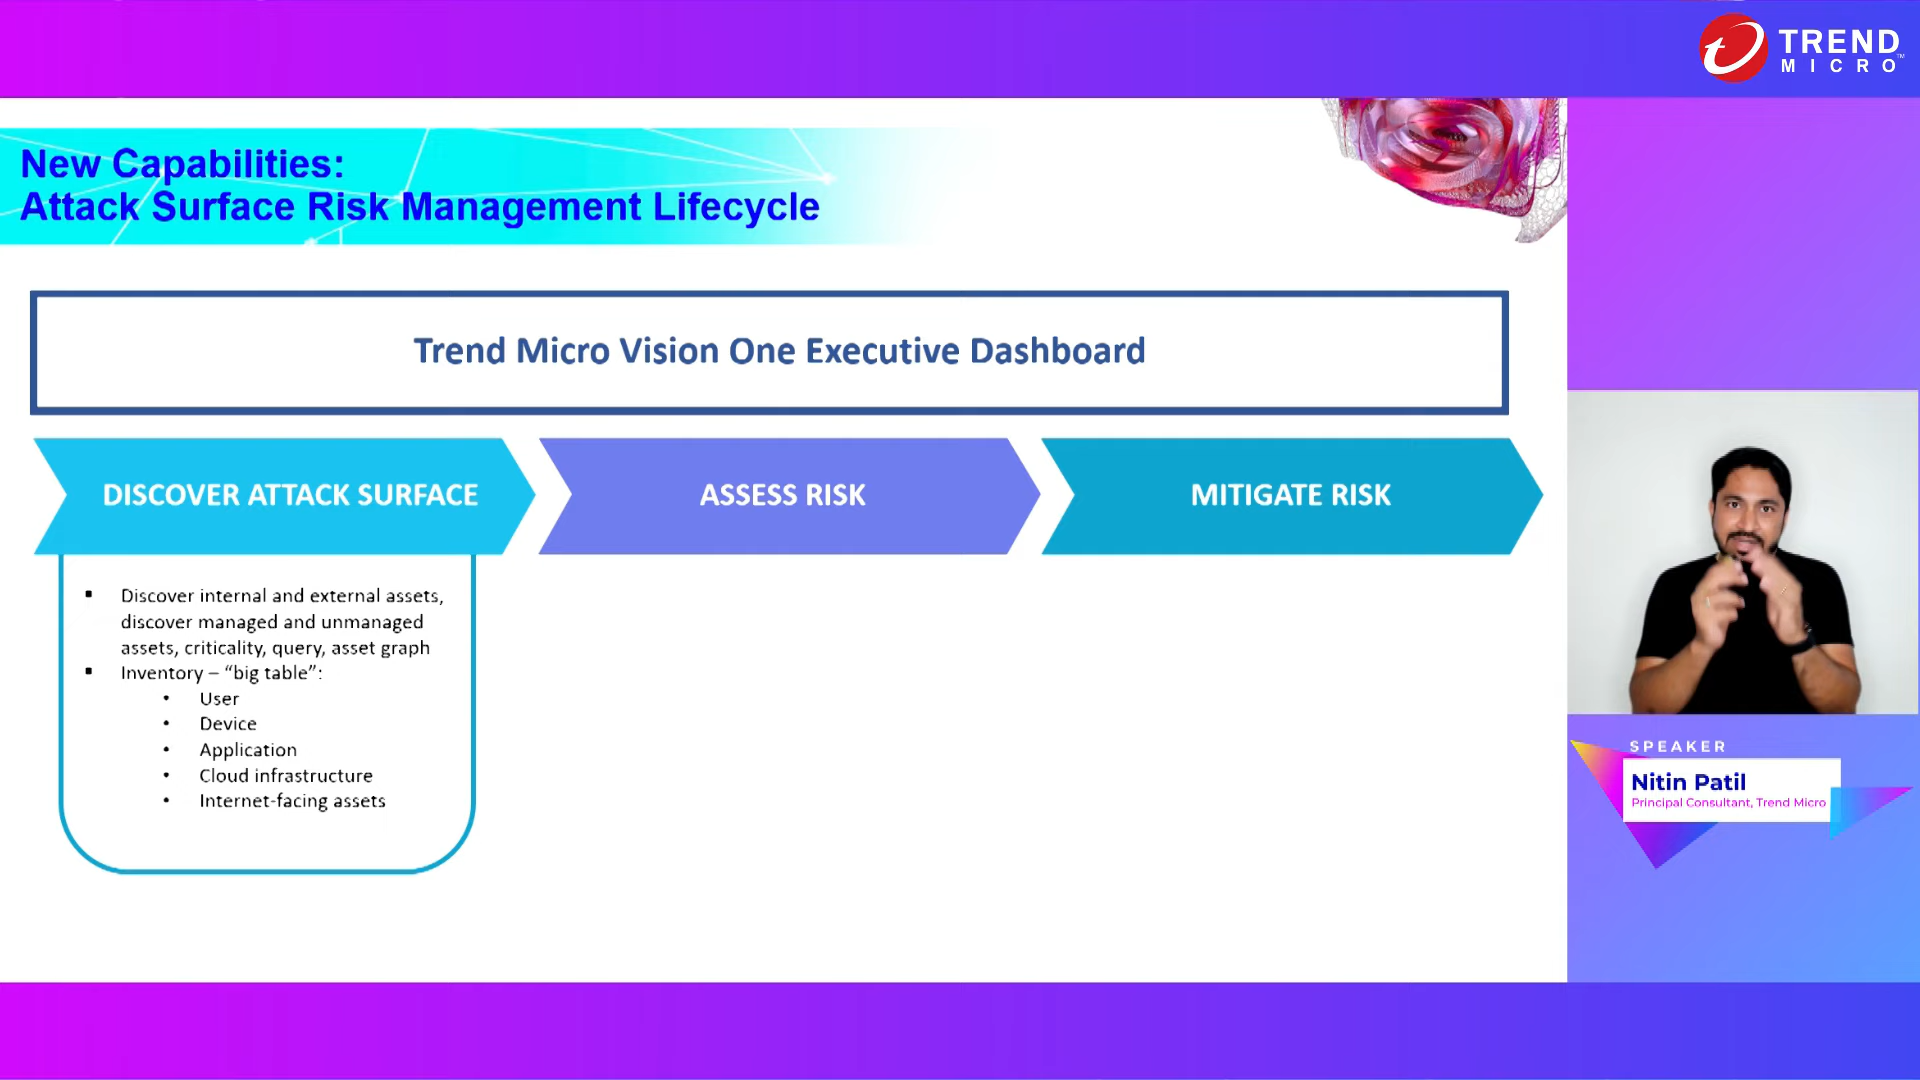 TREND
MICRO
New Capabilities:
Attack Surface Risk Management Lifecycle
Trend Micro Vision One Executive Dashboard
DISCOVER ATTACK SURFACE
ASSESS RISK
MITIGATE RISK
▪ Discover internal and external assets,
discover managed and unmanaged
assets, criticality, query, asset graph
▪ Inventory – “big table”:
• User
• Device
• Application
• Cloud infrastructure
• Internet-facing assets
SPEAKER
Nitin Patil
Principal Consultant, Trend Micro